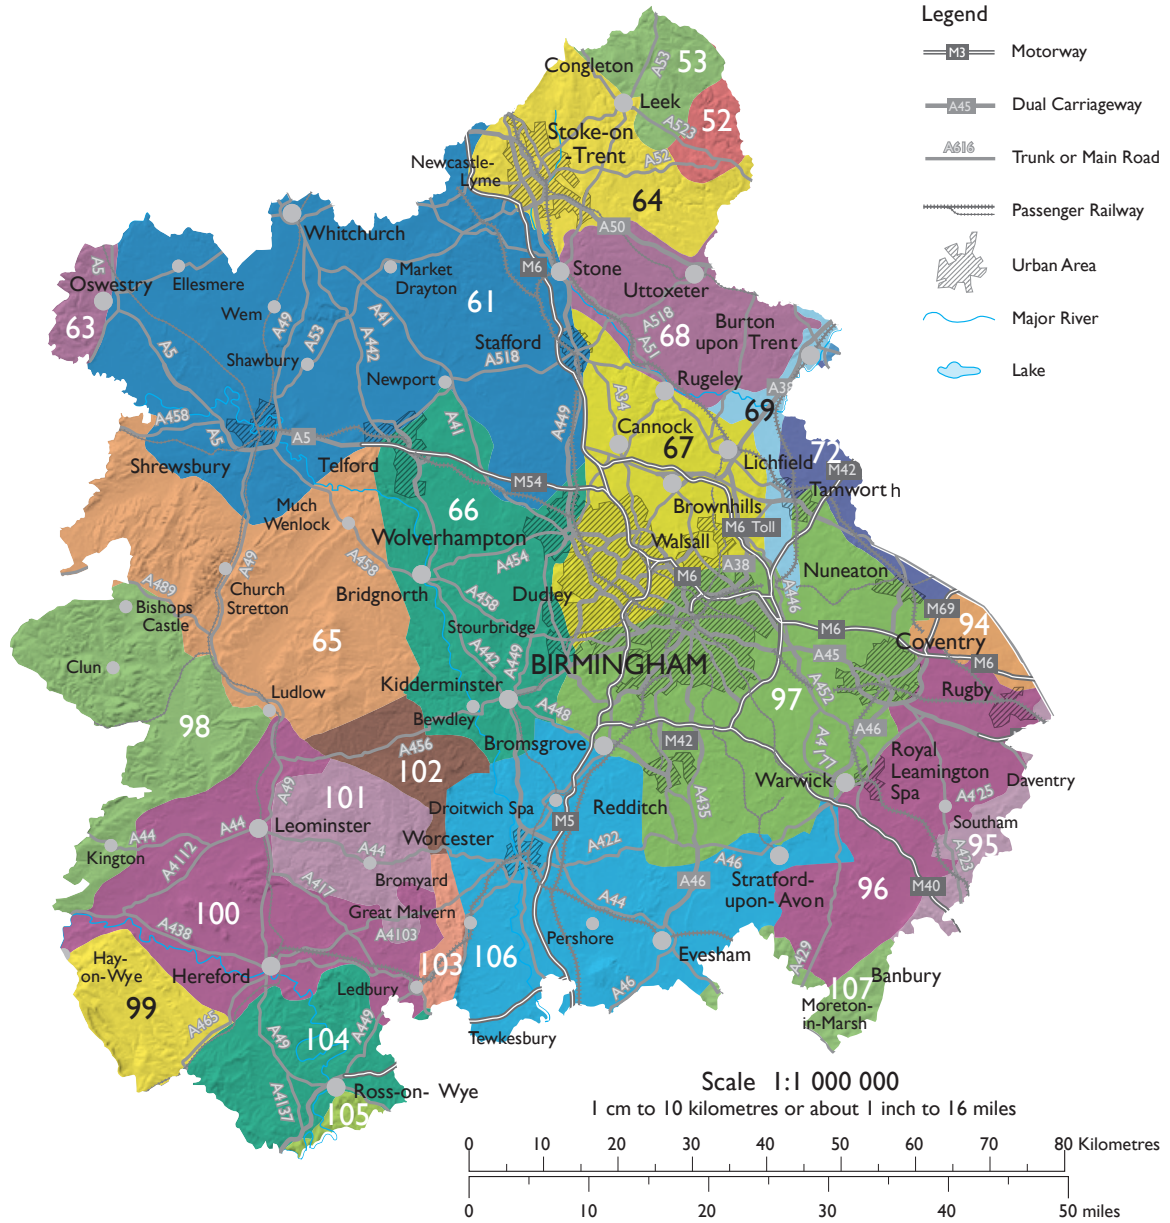 Legend
M3
Motorway
A45
Dual Carriageway
A616
Trunk or Main Road
Passenger Railway
Urban Area
Major River
Lake
Congleton
A53
53
Leek
52
A523
Stoke-on
-Trent
A52
Newcastle-
Lyme
64
A50
Whitchurch
A5
Oswestry
63
Ellesmere
Market
Drayton
M6
Stone
Uttoxeter
61
Wem
A49
A53
A41
A442
A518
68
Burton
upon Trent
A51
Stafford
A5
Shawbury
A518
Newport
Rugeley
A38
69
A34
A458
A5
A5
A41
A449
Cannock
67
72
Lichfield
M42
Shrewsbury
Telford
M54
Tamworth
Much
Wenlock
66
Brownhills
M6 Toll
Wolverhampton
Walsall
A49
A458
A454
A38
M6
Nuneaton
A489
Church
Stretton
Bridgnorth
A458
Dudley
A446
Bishops
Castle
M69
94
65
Stourbridge
M6
Coventry
A442
A449
BIRMINGHAM
A45
M6
Clun
Kidderminster
A452
Rugby
Ludlow
97
98
Bewdley
A448
A46
A456
Bromsgrove
M42
A4177
Royal
Leamington
Spa
102
Warwick
Daventry
A49
101
Droitwich Spa
Redditch
A435
A425
A44
A44
Leominster
M5
Southam
Kington
A4112
Worcester
A422
A423
95
A44
A46
Bromyard
A46
Stratford-
upon-Avon
96
M40
A417
100
Great Malvern
A44
A438
A4103
Pershore
Hay-
on-Wye
Hereford
103
106
Evesham
A429
Banbury
99
Ledbury
A46
107
Moreton-
in-Marsh
A465
A49
104
A449
Tewkesbury
A4137
Ross-on-Wye
105
Scale 1:1 000 000
1 cm to 10 kilometres or about 1 inch to 16 miles
0 10 20 30 40 50 60 70 80 Kilometres
0 10 20 30 40 50 miles